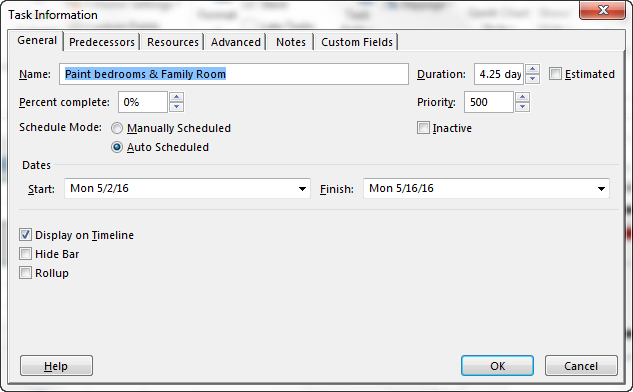 Task Information
General Predecessors Resources Advanced Notes Custom Fields
Name: Paint bedrooms & Family Room Duration: 4.25 day Estimated
Percent complete: 0% Priority: 500
Schedule Mode: Manually Scheduled Inactive
Auto Scheduled
Dates
Start: Mon 5/2/16 Finish: Mon 5/16/16
Display on Timeline
Hide Bar
Rollup
Help OK Cancel